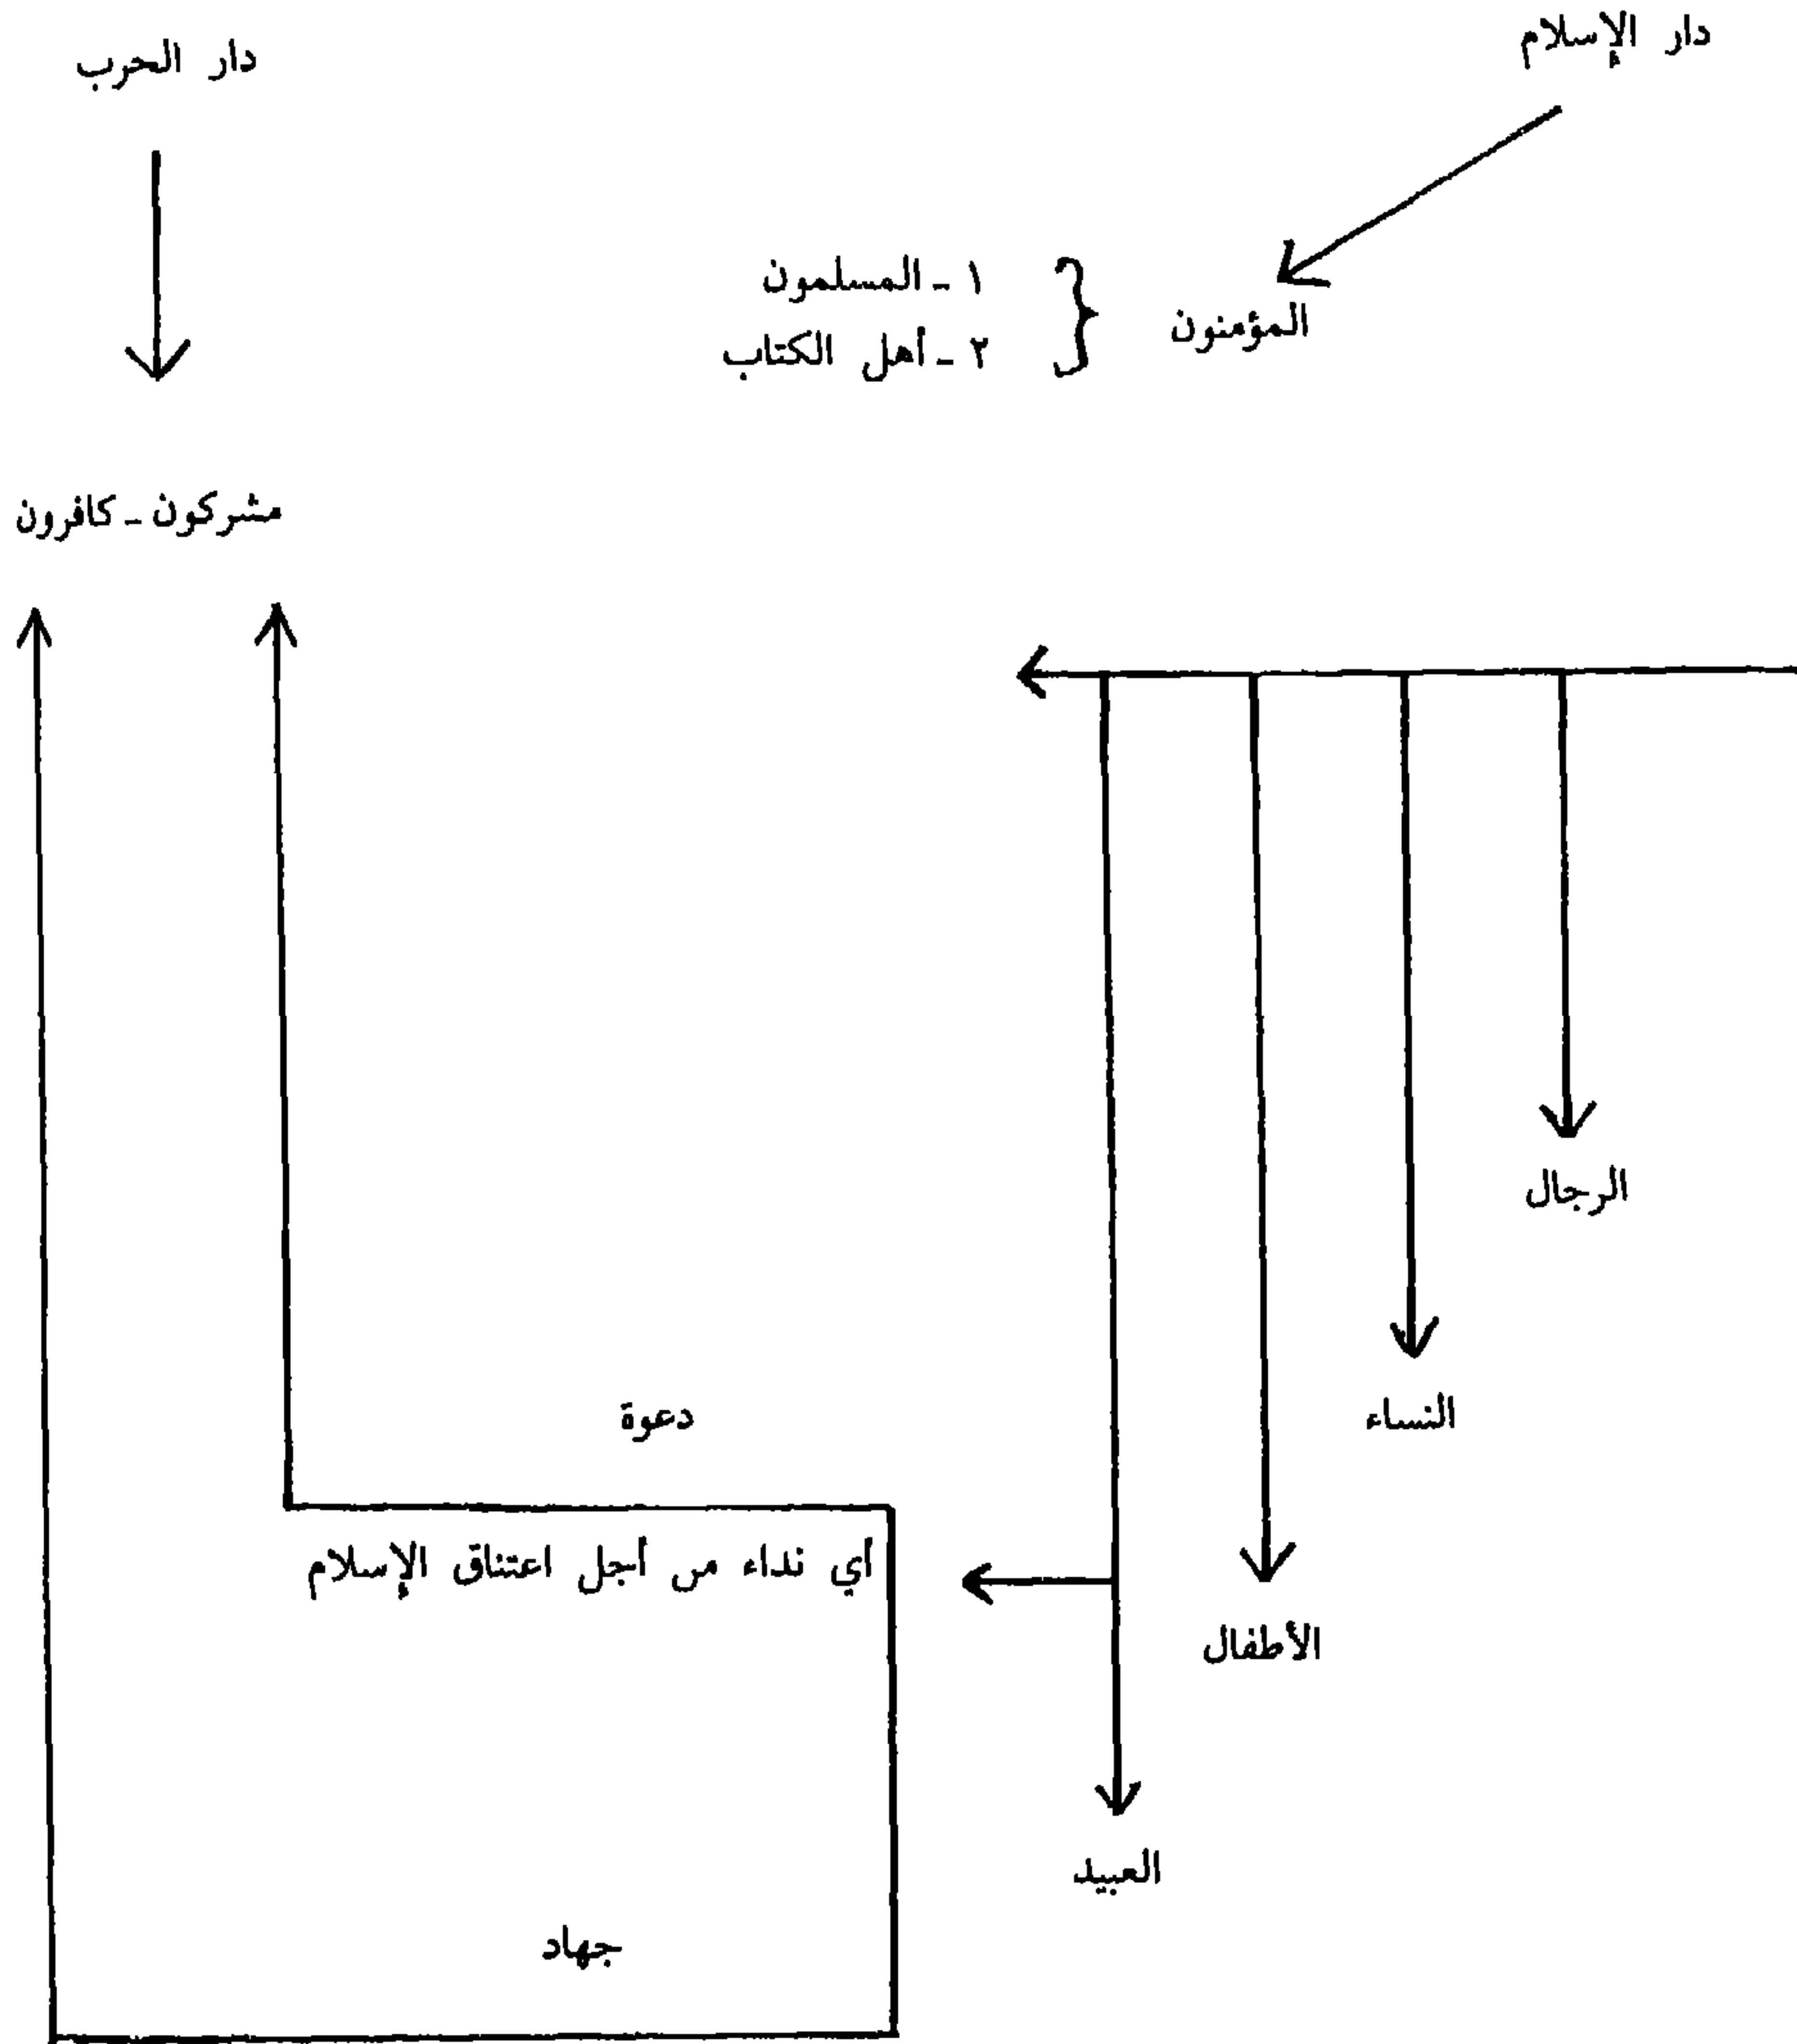 دار الإسلام
دار الحرب
المؤمنون
١ - المسلمون
٢ - أهل الكتاب
مشركون - كافرون
الرجال
النساء
دعوة
أي نداء من أجل اعتناق الإسلام
الأطفال
العبيد
جهاد